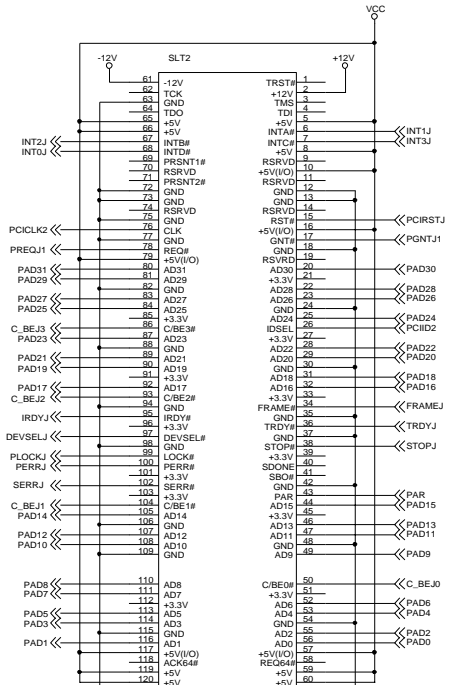 VCC
-12V SLT2 +12V
61 -12V TRST# 1
62 TCK +12V 2
63 GND TMS 3
64 TDO TDI 4
65 +5V +5V 5
66 +5V INTA# 6 INT1J
INT2J 67 INTB# INTC# 7 INT3J
INT0J 68 INTD# +5V 8
69 PRSNT1# RSRVD 9
70 RSRVD +5V(I/O) 10
71 PRSNT2# RSRVD 11
72 GND GND 12
73 GND GND 13
74 RSRVD RSRVD 14
75 GND RST# 15 PCIRSTJ
PCICLK2 76 CLK +5V(I/O) 16
77 GND GNT# 17 PGNTJ1
PREQJ1 78 REQ# GND 18
79 +5V(I/O) RSVRD 19
PAD31 80 AD31 AD30 20 PAD30
PAD29 81 AD29 +3.3V 21
82 GND AD28 22 PAD28
PAD27 83 AD27 AD26 23 PAD26
PAD25 84 AD25 GND 24
85 +3.3V AD24 25 PAD24
C_BEJ3 86 C/BE3# IDSEL 26 PCIID2
PAD23 87 AD23 +3.3V 27
88 GND AD22 28 PAD22
PAD21 89 AD21 AD20 29 PAD20
PAD19 90 AD19 GND 30
91 +3.3V AD18 31 PAD18
PAD17 92 AD17 AD16 32 PAD16
C_BEJ2 93 C/BE2# +3.3V 33
94 GND FRAME# 34 FRAMEJ
IRDYJ 95 IRDY# GND 35
96 +3.3V TRDY# 36 TRDYJ
DEVSELJ 97 DEVSEL# GND 37
98 GND STOP# 38 STOPJ
PLOCKJ 99 LOCK# +3.3V 39
PERRJ 100 PERR# SDONE 40
101 +3.3V SBO# 41
SERRJ 102 SERR# GND 42
103 +3.3V PAR 43 PAR
C_BEJ1 104 C/BE1# AD15 44 PAD15
PAD14 105 AD14 +3.3V 45
106 GND AD13 46 PAD13
PAD12 107 AD12 AD11 47 PAD11
PAD10 108 AD10 GND 48
109 GND AD9 49 PAD9
PAD8 110 AD8 C/BE0# 50 C_BEJ0
PAD7 111 AD7 +3.3V 51
112 +3.3V AD6 52 PAD6
PAD5 113 AD5 AD4 53 PAD4
PAD3 114 AD3 GND 54
115 GND AD2 55 PAD2
PAD1 116 AD1 AD0 56 PAD0
117 +5V(I/O) +5V(I/O) 57
118 ACK64# REQ64# 58
119 +5V +5V 59
120 +5V +5V 60